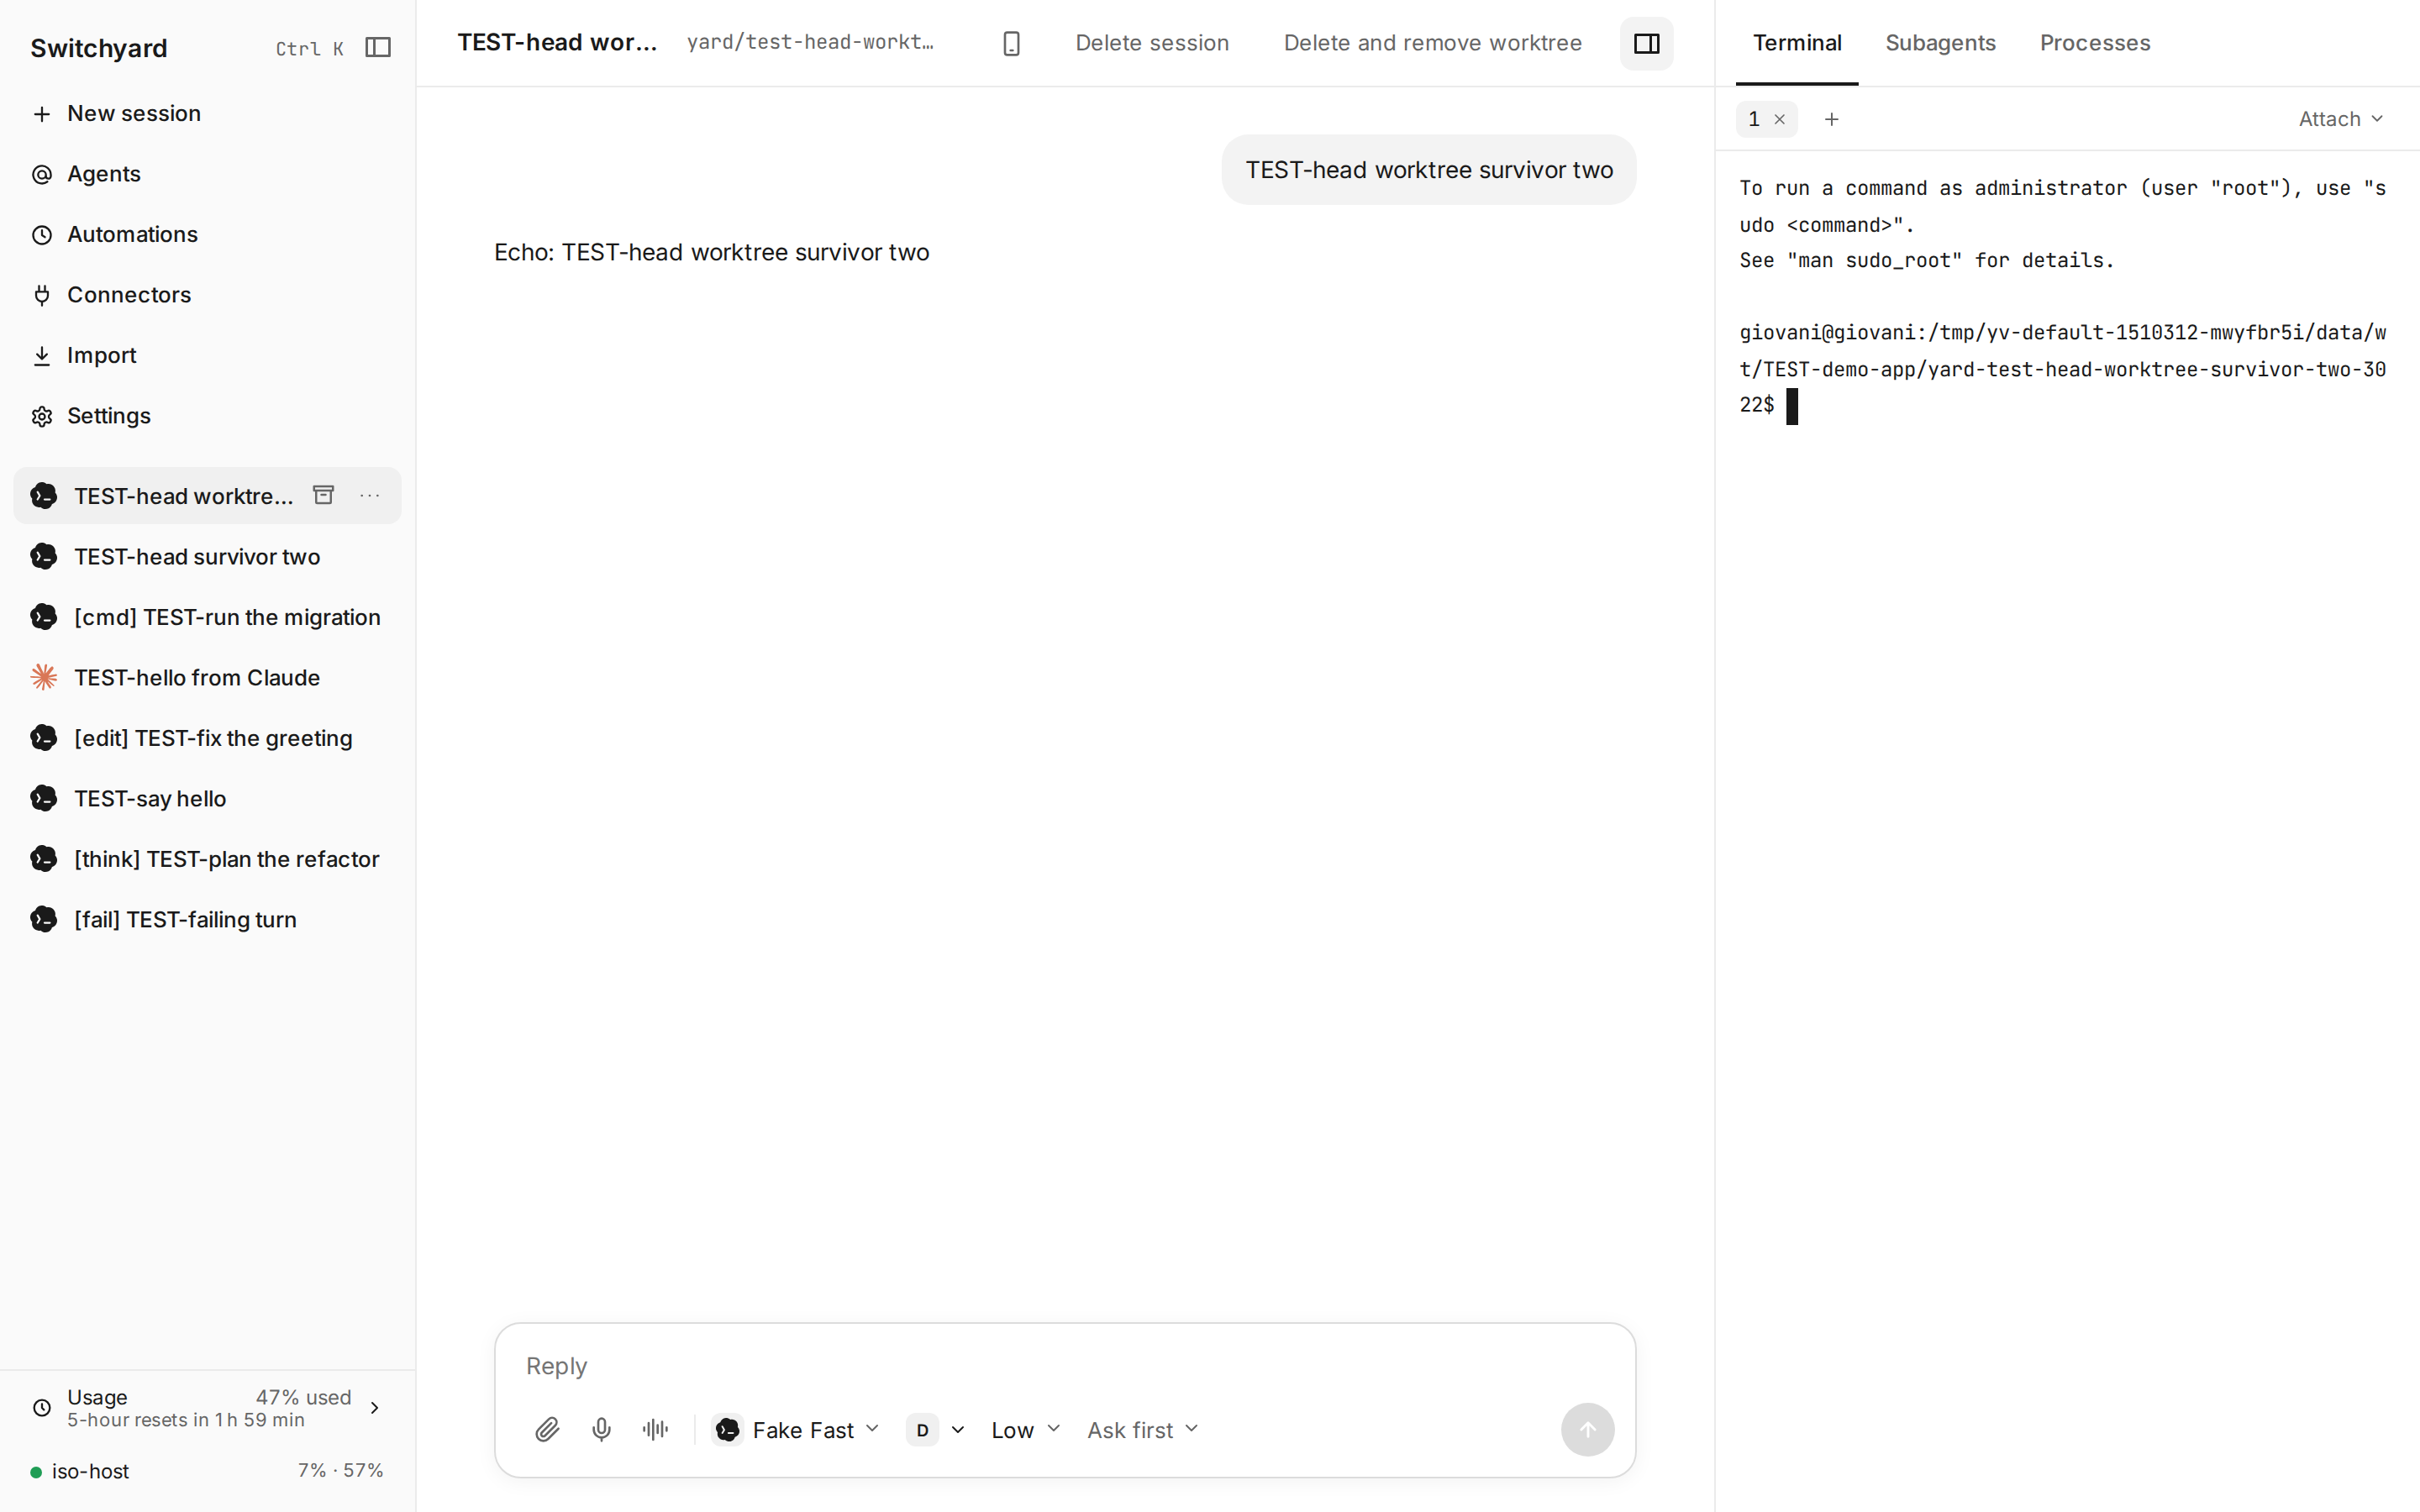 Switchyard
Ctrl K
New session
Agents
Automations
Connectors
Import
Settings
TEST-head worktre...
TEST-head survivor two
[cmd] TEST-run the migration
TEST-hello from Claude
[edit] TEST-fix the greeting
TEST-say hello
[think] TEST-plan the refactor
[fail] TEST-failing turn
Usage 47% used
5-hour resets in 1 h 59 min
iso-host 7% · 57%
TEST-head wor... yard/test-head-workt… Delete session Delete and remove worktree
TEST-head worktree survivor two
Echo: TEST-head worktree survivor two
Reply
Fake Fast D Low Ask first
Terminal Subagents Processes
1 × + Attach
To run a command as administrator (user "root"), use "s
udo <command>".
See "man sudo_root" for details.
giovani@giovani:/tmp/yv-default-1510312-mwyfbr5i/data/w
t/TEST-demo-app/yard-test-head-worktree-survivor-two-30
22$